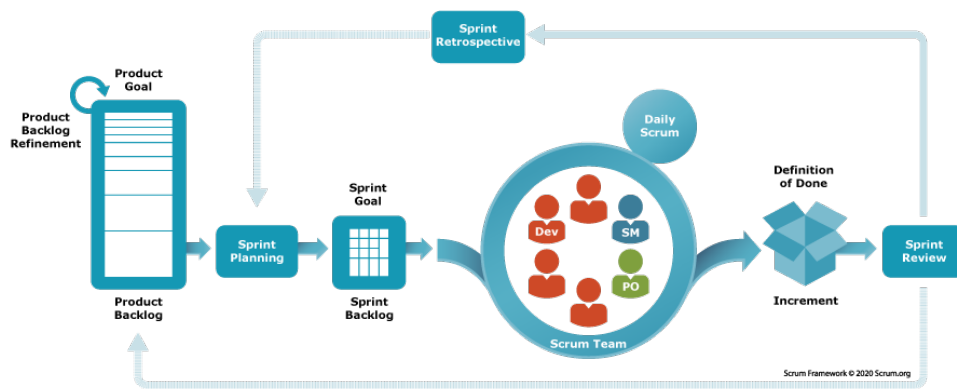 Sprint
Retrospective
Product
Goal
Product
Backlog
Refinement
Daily
Scrum
Sprint
Goal
Definition
of Done
Dev
SM
Sprint
Planning
Sprint
Review
PO
Product
Backlog
Sprint
Backlog
Increment
Scrum Team
Scrum Framework © 2020 Scrum.org